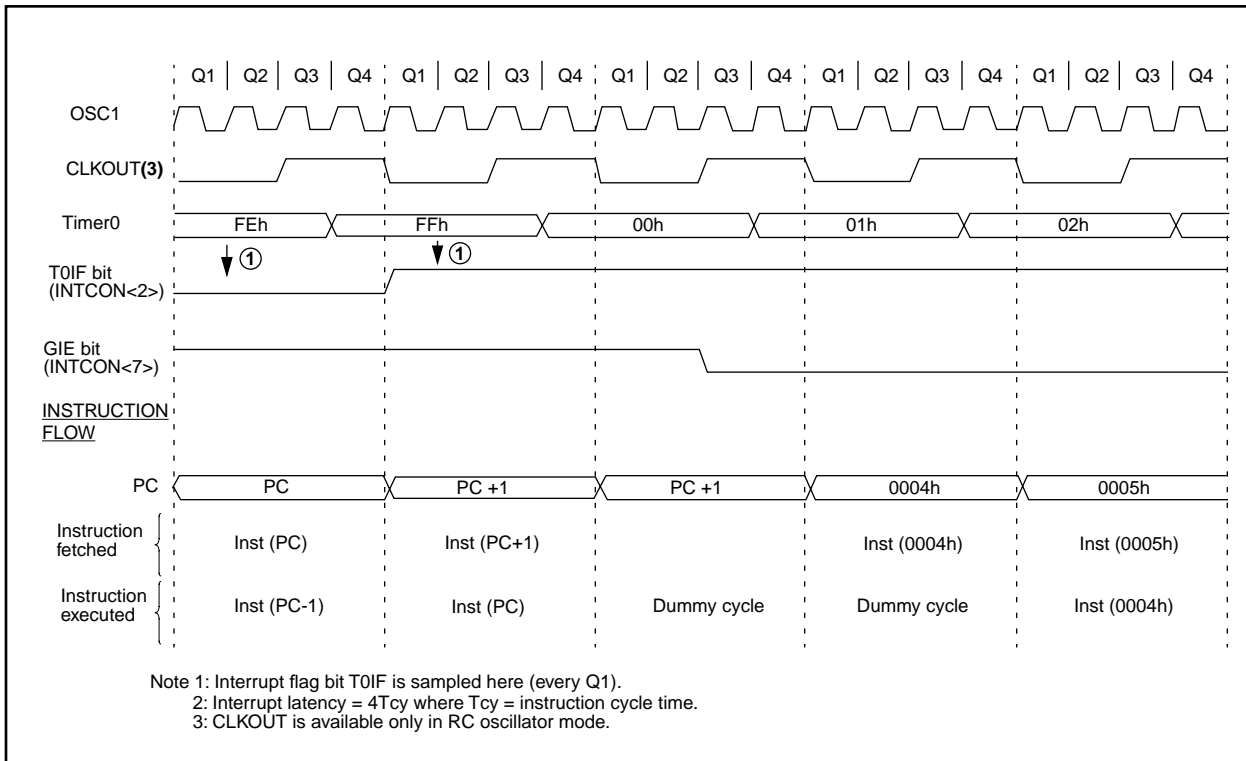 Q1 Q2 Q3 Q4 Q1 Q2 Q3 Q4 Q1 Q2 Q3 Q4 Q1 Q2 Q3 Q4 Q1 Q2 Q3 Q4
OSC1
CLKOUT(3)
Timer0 FEh FFh 00h 01h 02h
① ①
T0IF bit
(INTCON<2>)
GIE bit
(INTCON<7>)
INSTRUCTION
FLOW
PC PC PC +1 PC +1 0004h 0005h
Instruction
fetched
Inst (PC) Inst (PC+1) Inst (0004h) Inst (0005h)
Instruction
executed
Inst (PC-1) Inst (PC) Dummy cycle Dummy cycle Inst (0004h)
Note 1: Interrupt flag bit T0IF is sampled here (every Q1).
2: Interrupt latency = 4Tcy where Tcy = instruction cycle time.
3: CLKOUT is available only in RC oscillator mode.